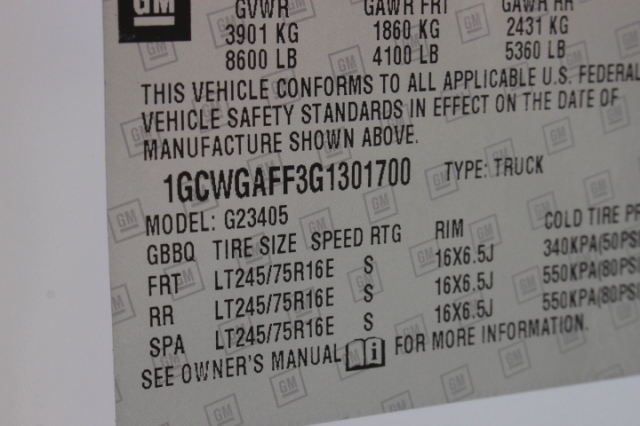 GM
GVWR GAWR FRT GAWR RR
3901 KG 1860 KG 2431 KG
8600 LB 4100 LB 5360 LB
THIS VEHICLE CONFORMS TO ALL APPLICABLE U.S. FEDERAL
VEHICLE SAFETY STANDARDS IN EFFECT ON THE DATE OF
MANUFACTURE SHOWN ABOVE.
1GCWGAFF3G1301700 TYPE: TRUCK
MODEL: G23405
GBBQ TIRE SIZE SPEED RTG RIM COLD TIRE PR
FRT LT245/75R16E S 16X6.5J 340KPA(50PS
RR LT245/75R16E S 16X6.5J 550KPA(80PS
SPA LT245/75R16E S 16X6.5J 550KPA(80PS
SEE OWNER'S MANUAL FOR MORE INFORMATION.